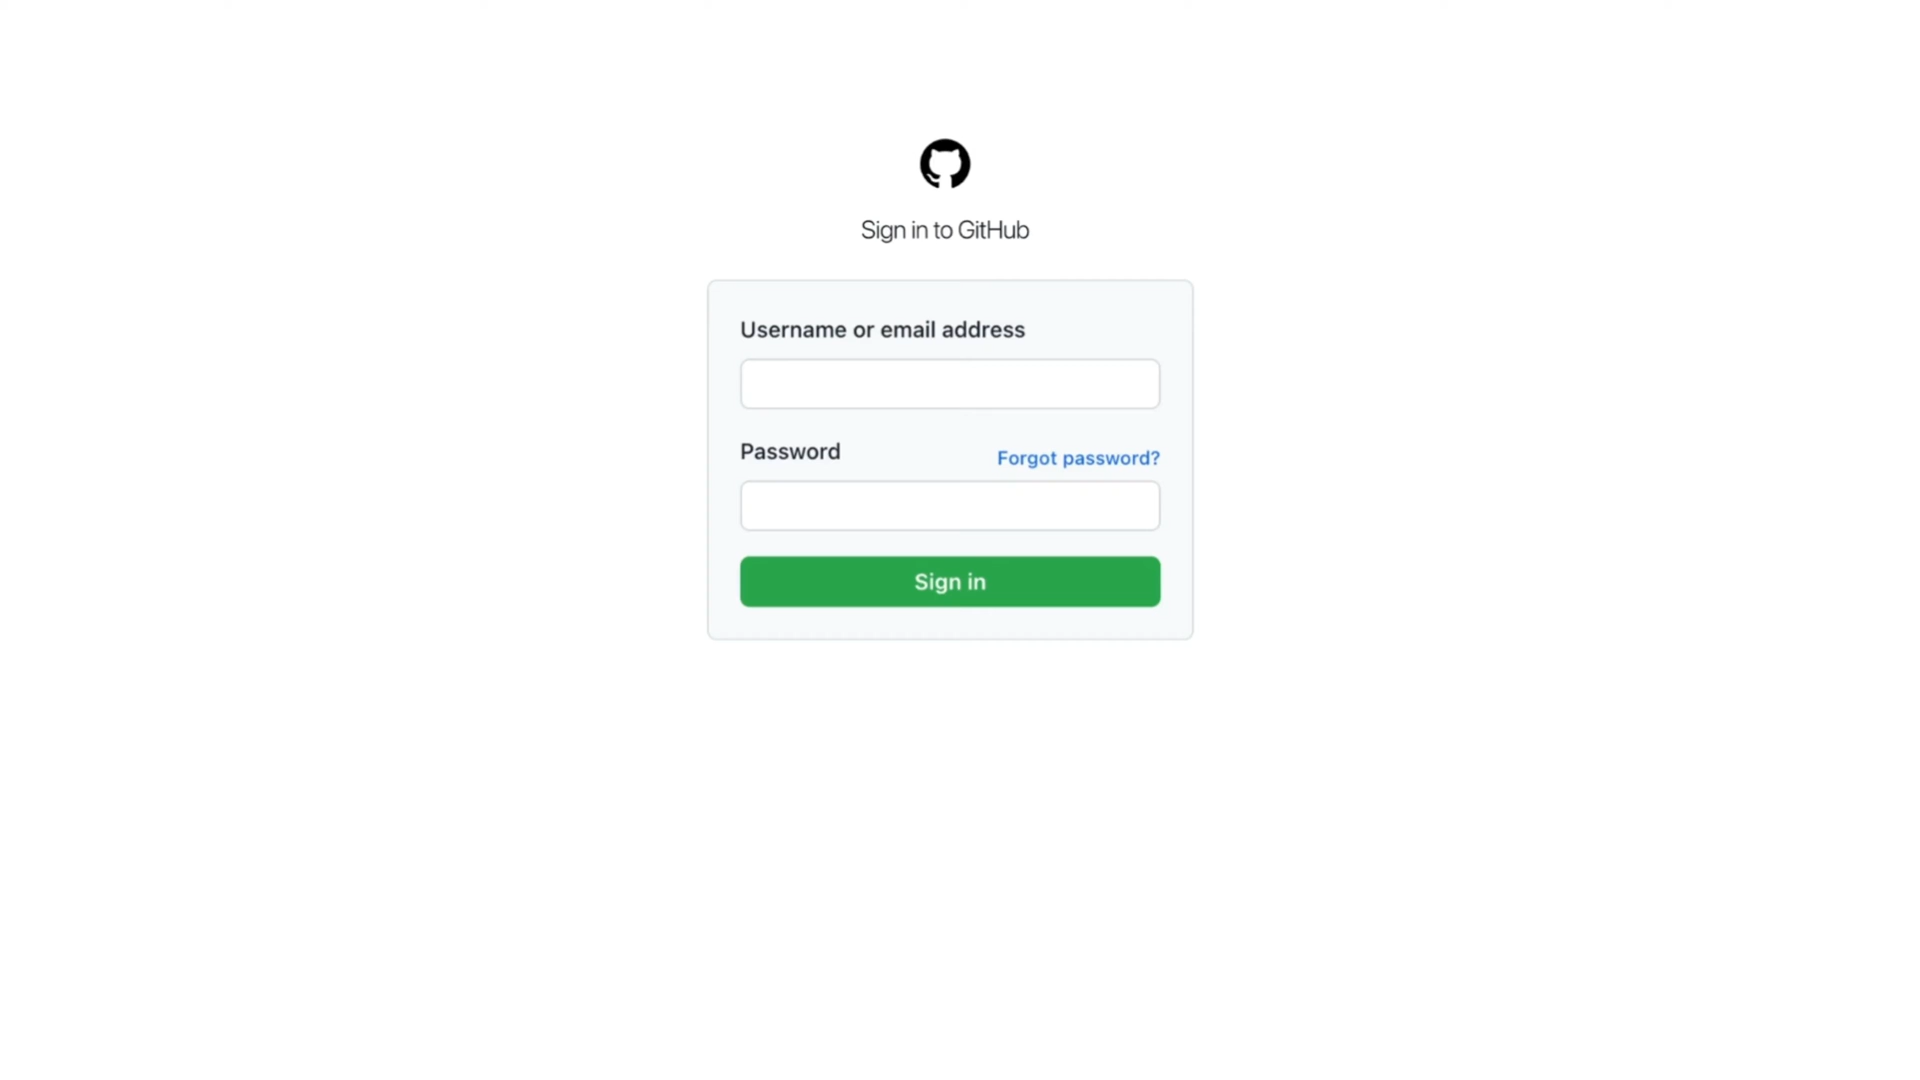 Sign in to GitHub
Username or email address
Password
Forgot password?
Sign in